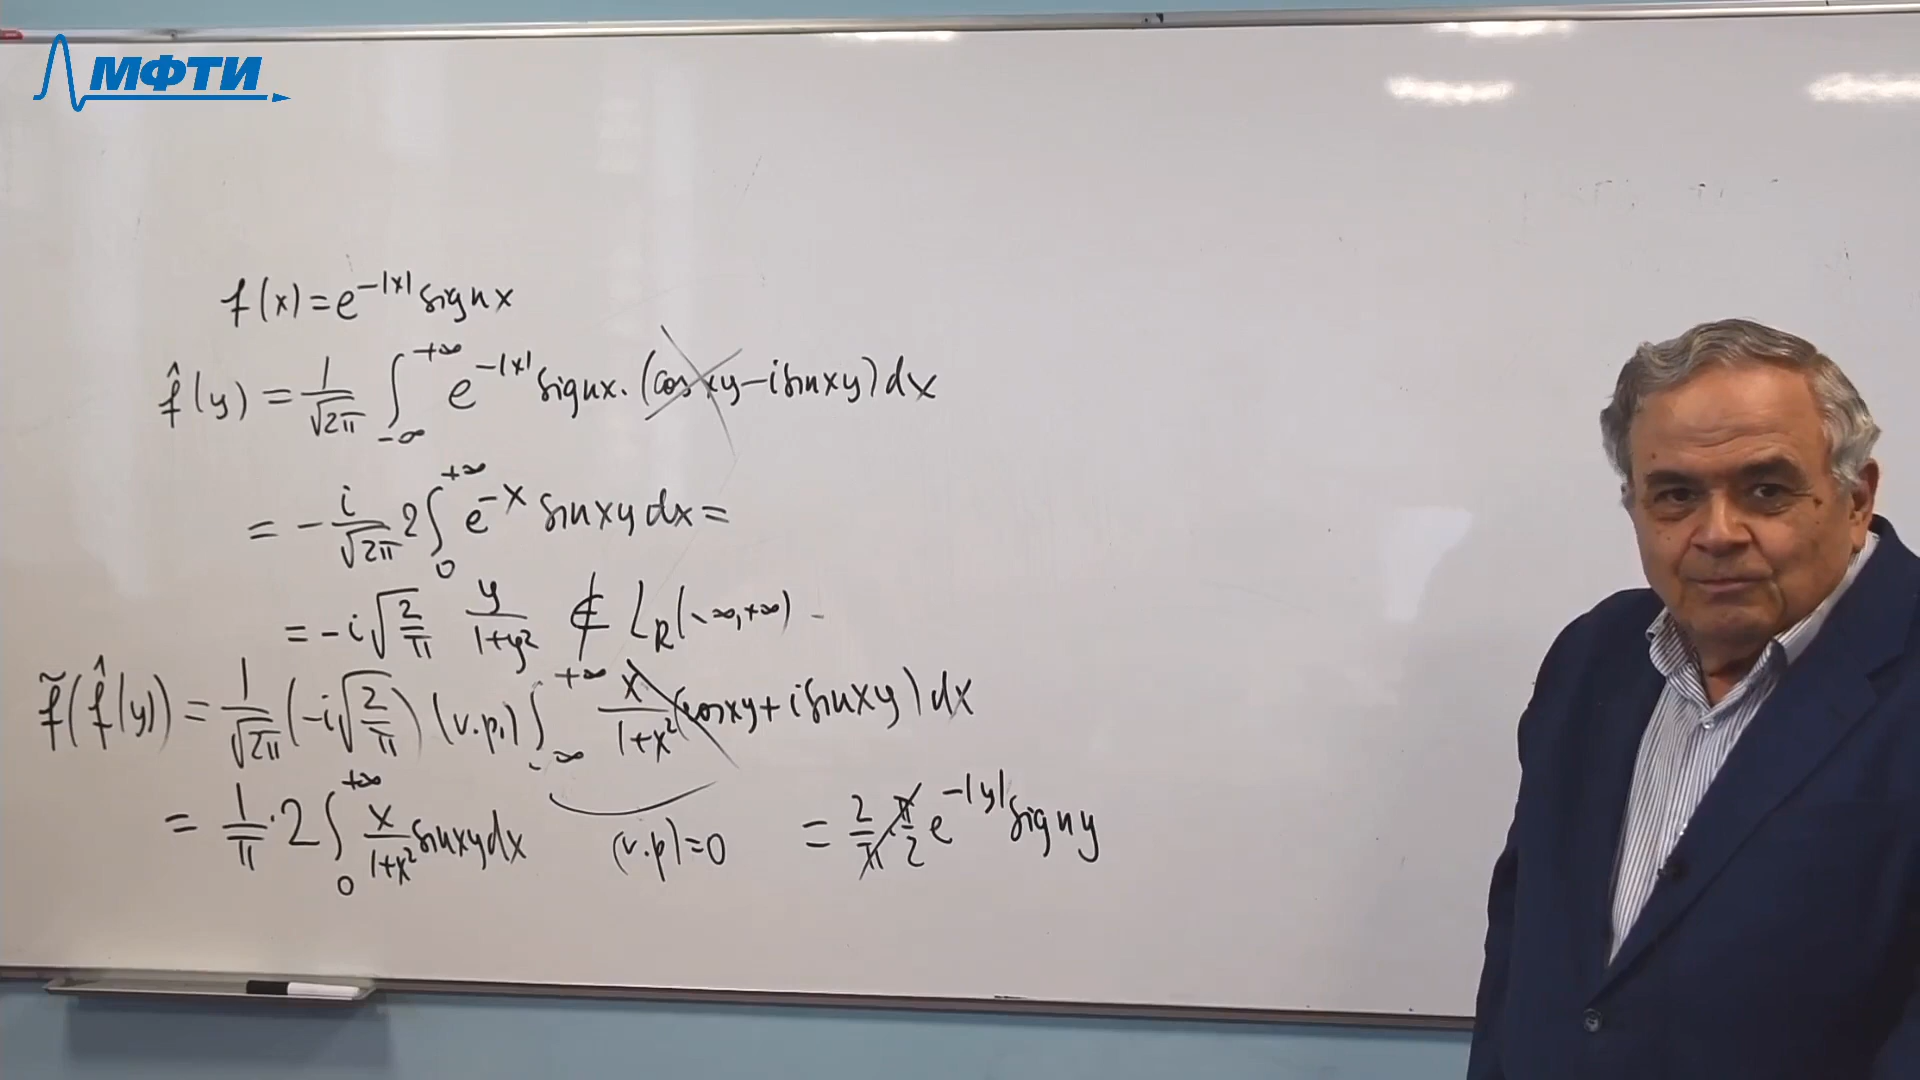 МФТИ
f(x) = e^{-|x|} sign x
f̂(y) = 1/√2π ∫_{-∞}^{+∞} e^{-|x|} sign x · (cos xy - i sin xy) dx
= - i/√2π 2 ∫_0^{+∞} e^{-x} sin xy dx =
= -i √(2/π) y/(1+y²) ∉ L_R(-∞, +∞)
f̃(f̂(y)) = 1/√2π (-i√(2/π)) (v.p.) ∫_{-∞}^{+∞} x/(1+x²) (cos xy + i sin xy) dx
= 1/π · 2 ∫_0^{+∞} x/(1+x²) sin xy dx (v.p) = 0 = 2/π · π/2 e^{-|y|} sign y